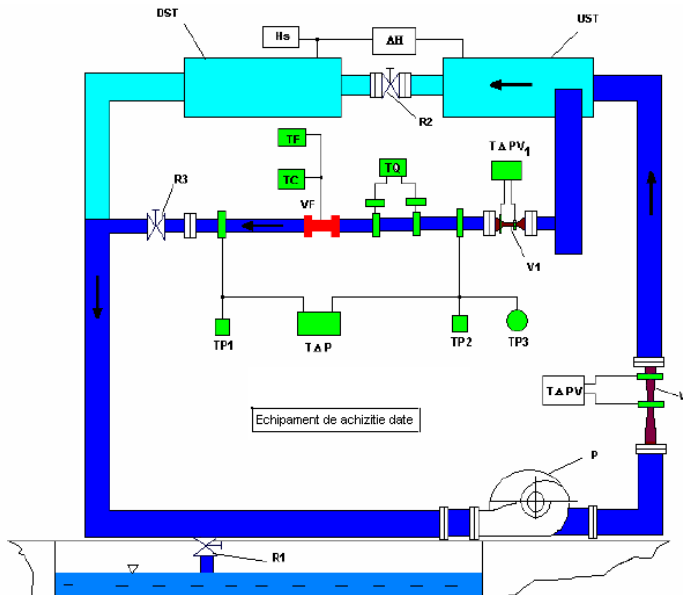 DST
Hs
ΔH
UST
R2
TF
TC
TQ
TΔPV1
VF
R3
V1
TP1
TΔP
TP2
TP3
TΔPV
V
Echipament de achizitie date
P
R1